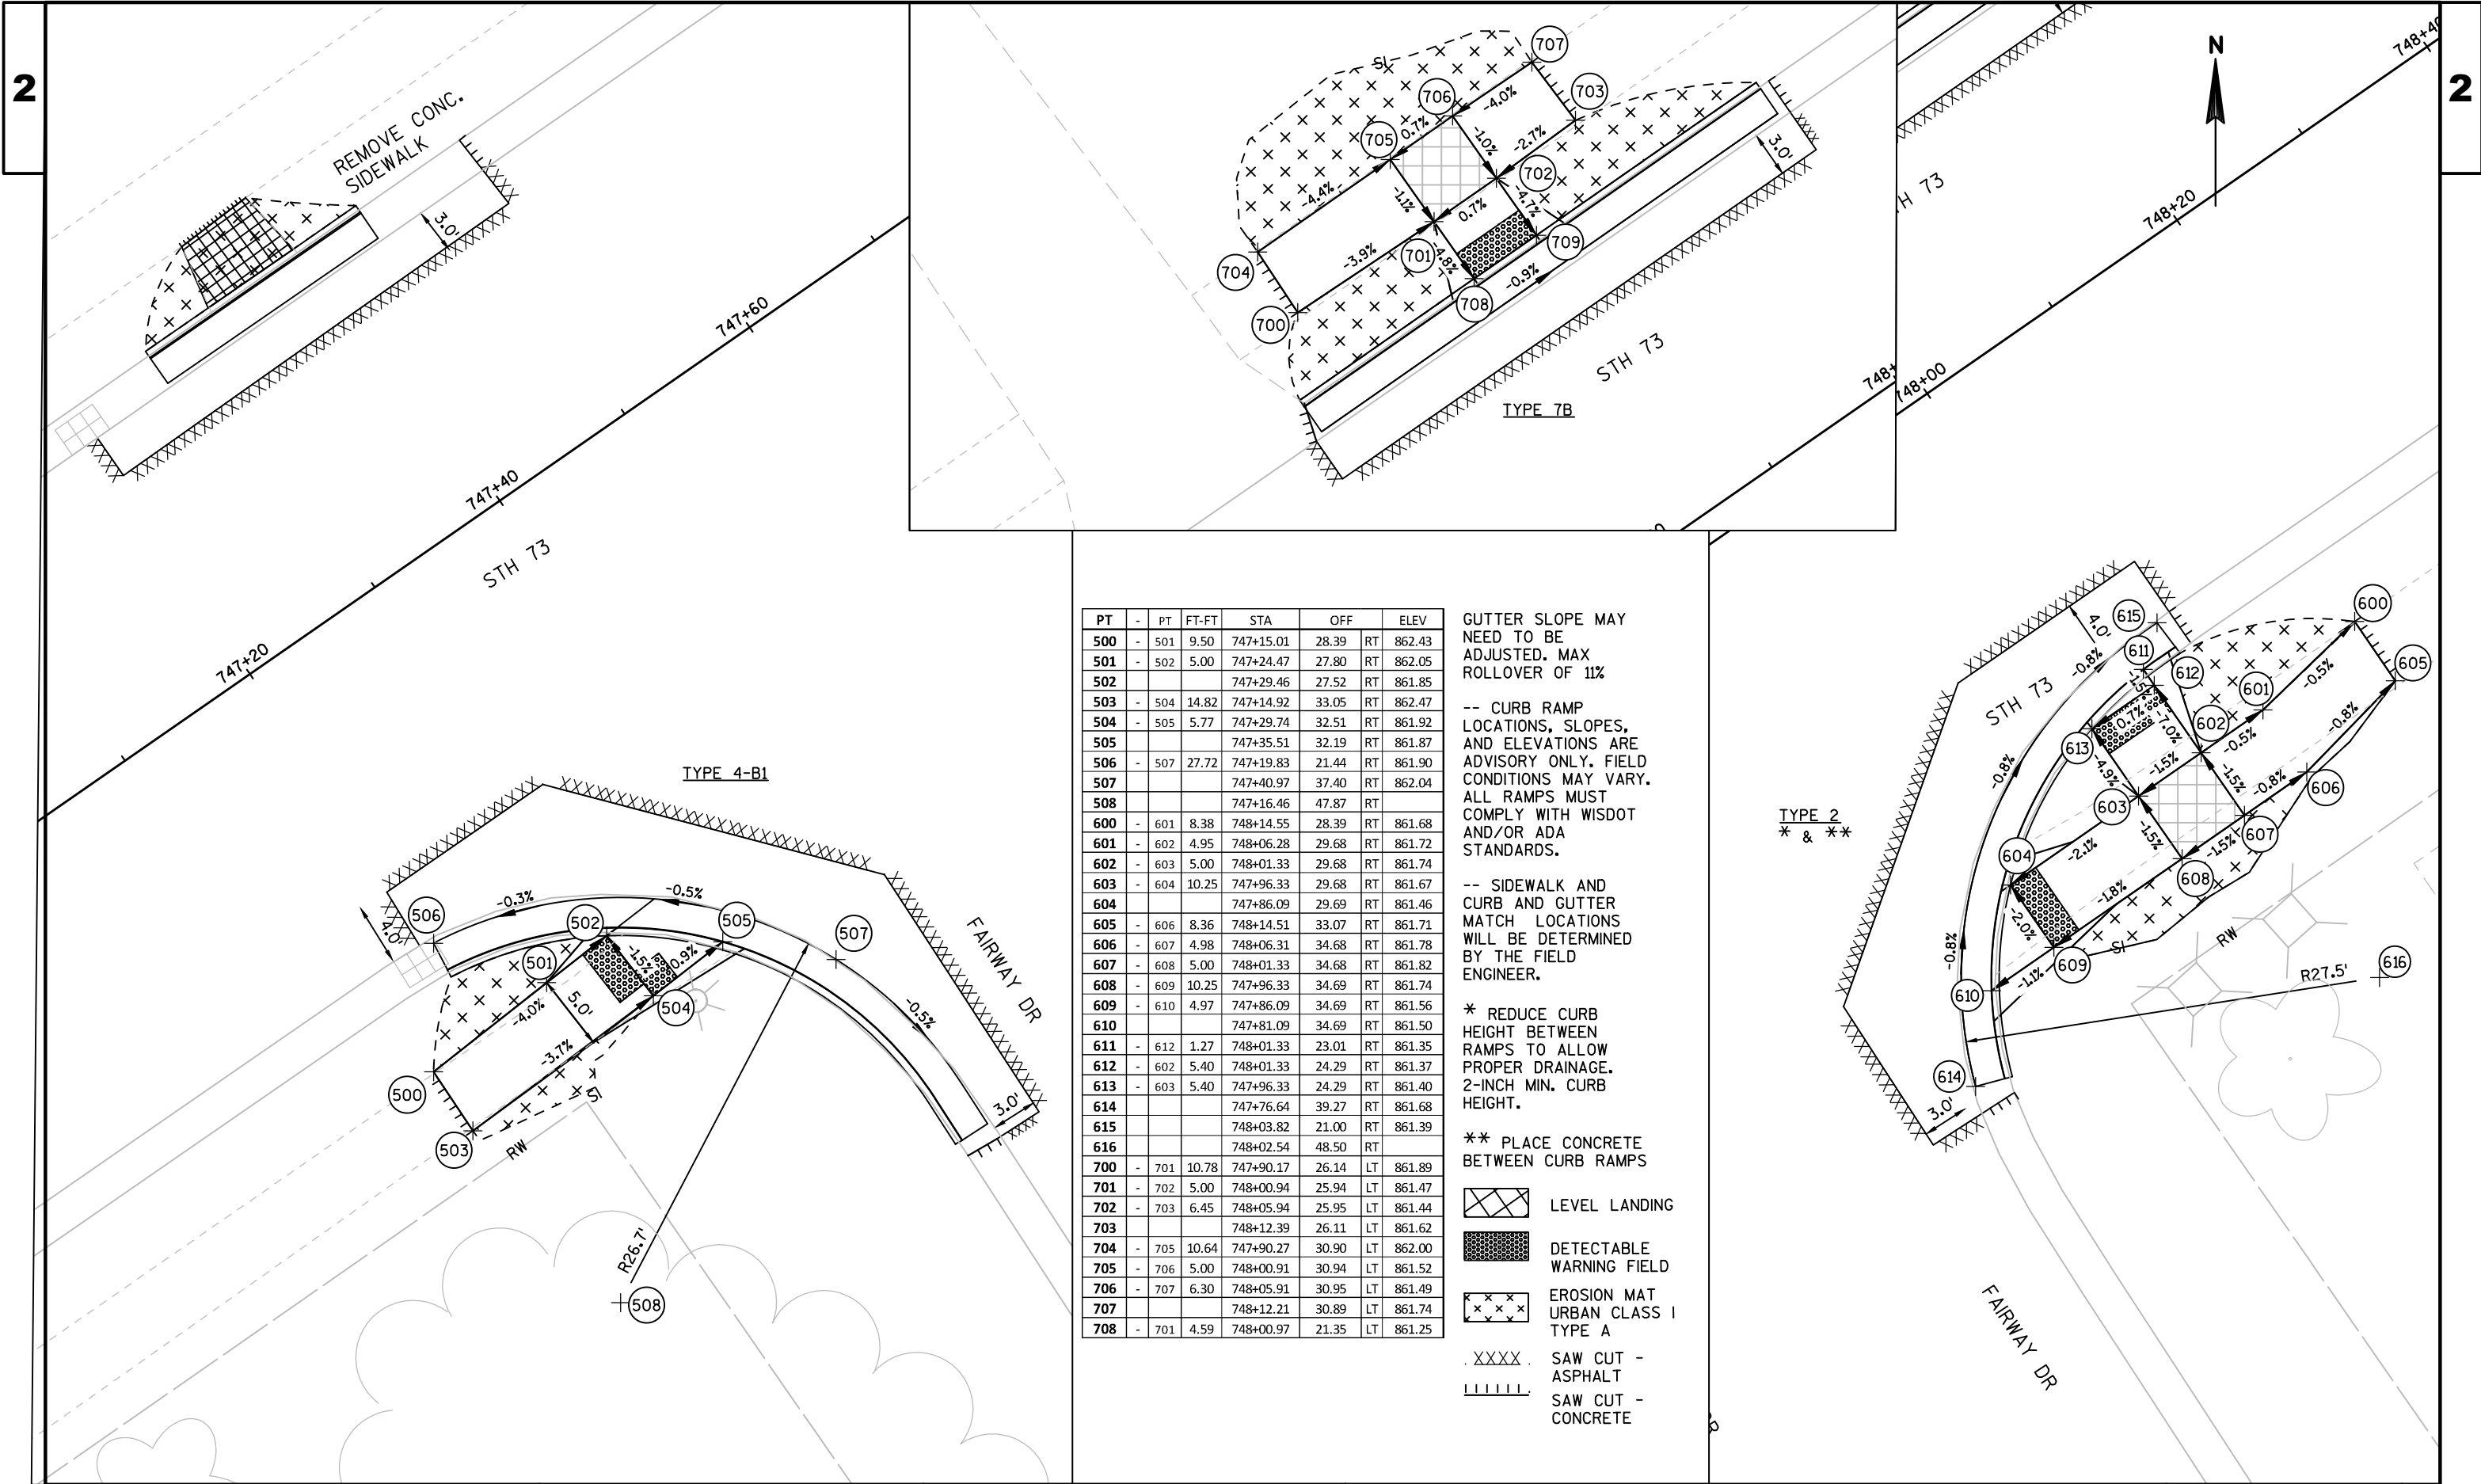 2
2
N
REMOVE CONC.
SIDEWALK
3.0'
747+20
747+40
747+60
STH 73
SI
707
706
-4.0%
703
705
0.7%
-1.0%
-2.7%
702
-4.4%
-1.1%
0.7%
-4.7%
709
704
-3.9%
701
-4.8%
-0.9%
708
700
3.0'
STH 73
TYPE 7B
748+00
748+20
748+40
TYPE 4-B1
506
-0.3%
-0.5%
4.0'
502
505
507
501
-1.5%
0.9%
504
5.0'
-4.0%
-3.7%
-0.5%
500
503
SI
RW
3.0'
FAIRWAY DR
R26.7'
508
PT - PT FT-FT STA OFF ELEV
500 - 501 9.50 747+15.01 28.39 RT 862.43
501 - 502 5.00 747+24.47 27.80 RT 862.05
502 747+29.46 27.52 RT 861.85
503 - 504 14.82 747+14.92 33.05 RT 862.47
504 - 505 5.77 747+29.74 32.51 RT 861.92
505 747+35.51 32.19 RT 861.87
506 - 507 27.72 747+19.83 21.44 RT 861.90
507 747+40.97 37.40 RT 862.04
508 747+16.46 47.87 RT
600 - 601 8.38 748+14.55 28.39 RT 861.68
601 - 602 4.95 748+06.28 29.68 RT 861.72
602 - 603 5.00 748+01.33 29.68 RT 861.74
603 - 604 10.25 747+96.33 29.68 RT 861.67
604 747+86.09 29.69 RT 861.46
605 - 606 8.36 748+14.51 33.07 RT 861.71
606 - 607 4.98 748+06.31 34.68 RT 861.78
607 - 608 5.00 748+01.33 34.68 RT 861.82
608 - 609 10.25 747+96.33 34.69 RT 861.74
609 - 610 4.97 747+86.09 34.69 RT 861.56
610 747+81.09 34.69 RT 861.50
611 - 612 1.27 748+01.33 23.01 RT 861.35
612 - 602 5.40 748+01.33 24.29 RT 861.37
613 - 603 5.40 747+96.33 24.29 RT 861.40
614 747+76.64 39.27 RT 861.68
615 748+03.82 21.00 RT 861.39
616 748+02.54 48.50 RT
700 - 701 10.78 747+90.17 26.14 LT 861.89
701 - 702 5.00 748+00.94 25.94 LT 861.47
702 - 703 6.45 748+05.94 25.95 LT 861.44
703 748+12.39 26.11 LT 861.62
704 - 705 10.64 747+90.27 30.90 LT 862.00
705 - 706 5.00 748+00.91 30.94 LT 861.52
706 - 707 6.30 748+05.91 30.95 LT 861.49
707 748+12.21 30.89 LT 861.74
708 - 701 4.59 748+00.97 21.35 LT 861.25
GUTTER SLOPE MAY
NEED TO BE
ADJUSTED. MAX
ROLLOVER OF 11%
-- CURB RAMP
LOCATIONS, SLOPES,
AND ELEVATIONS ARE
ADVISORY ONLY. FIELD
CONDITIONS MAY VARY.
ALL RAMPS MUST
COMPLY WITH WISDOT
AND/OR ADA
STANDARDS.
-- SIDEWALK AND
CURB AND GUTTER
MATCH LOCATIONS
WILL BE DETERMINED
BY THE FIELD
ENGINEER.
* REDUCE CURB
HEIGHT BETWEEN
RAMPS TO ALLOW
PROPER DRAINAGE.
2-INCH MIN. CURB
HEIGHT.
** PLACE CONCRETE
BETWEEN CURB RAMPS
LEVEL LANDING
DETECTABLE
WARNING FIELD
EROSION MAT
URBAN CLASS I
TYPE A
XXXX SAW CUT -
ASPHALT
SAW CUT -
CONCRETE
TYPE 2
* & **
600
615
4.0'
611
-0.8%
612
-1.5%
STH 73
601
-0.5%
605
0.7%
-7.0%
602
-0.5%
-0.8%
613
-0.8%
-4.9%
-1.5%
-1.5%
-0.8%
606
603
607
604
-2.1%
-1.5%
-1.5%
608
-1.8%
-2.0%
SI
RW
609
-0.8%
610
-1.1%
R27.5'
616
614
3.0'
FAIRWAY DR